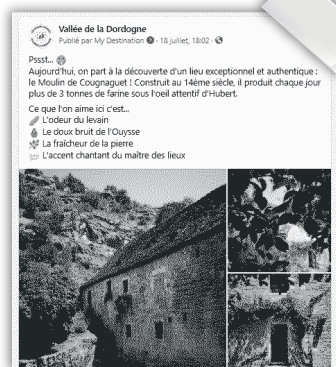 Vallée de la Dordogne
Publié par My Destination · 18 juillet, 18:02 ·
Pssst...
Aujourd'hui, on part à la découverte d'un lieu exceptionnel et authentique :
le Moulin de Cougnaguet ! Construit au 14ème siècle, il produit chaque jour
plus de 3 tonnes de farine sous l'oeil attentif d'Hubert.
Ce que l'on aime ici c'est...
L'odeur du levain
Le doux bruit de l'Ouysse
La fraîcheur de la pierre
L'accent chantant du maître des lieux